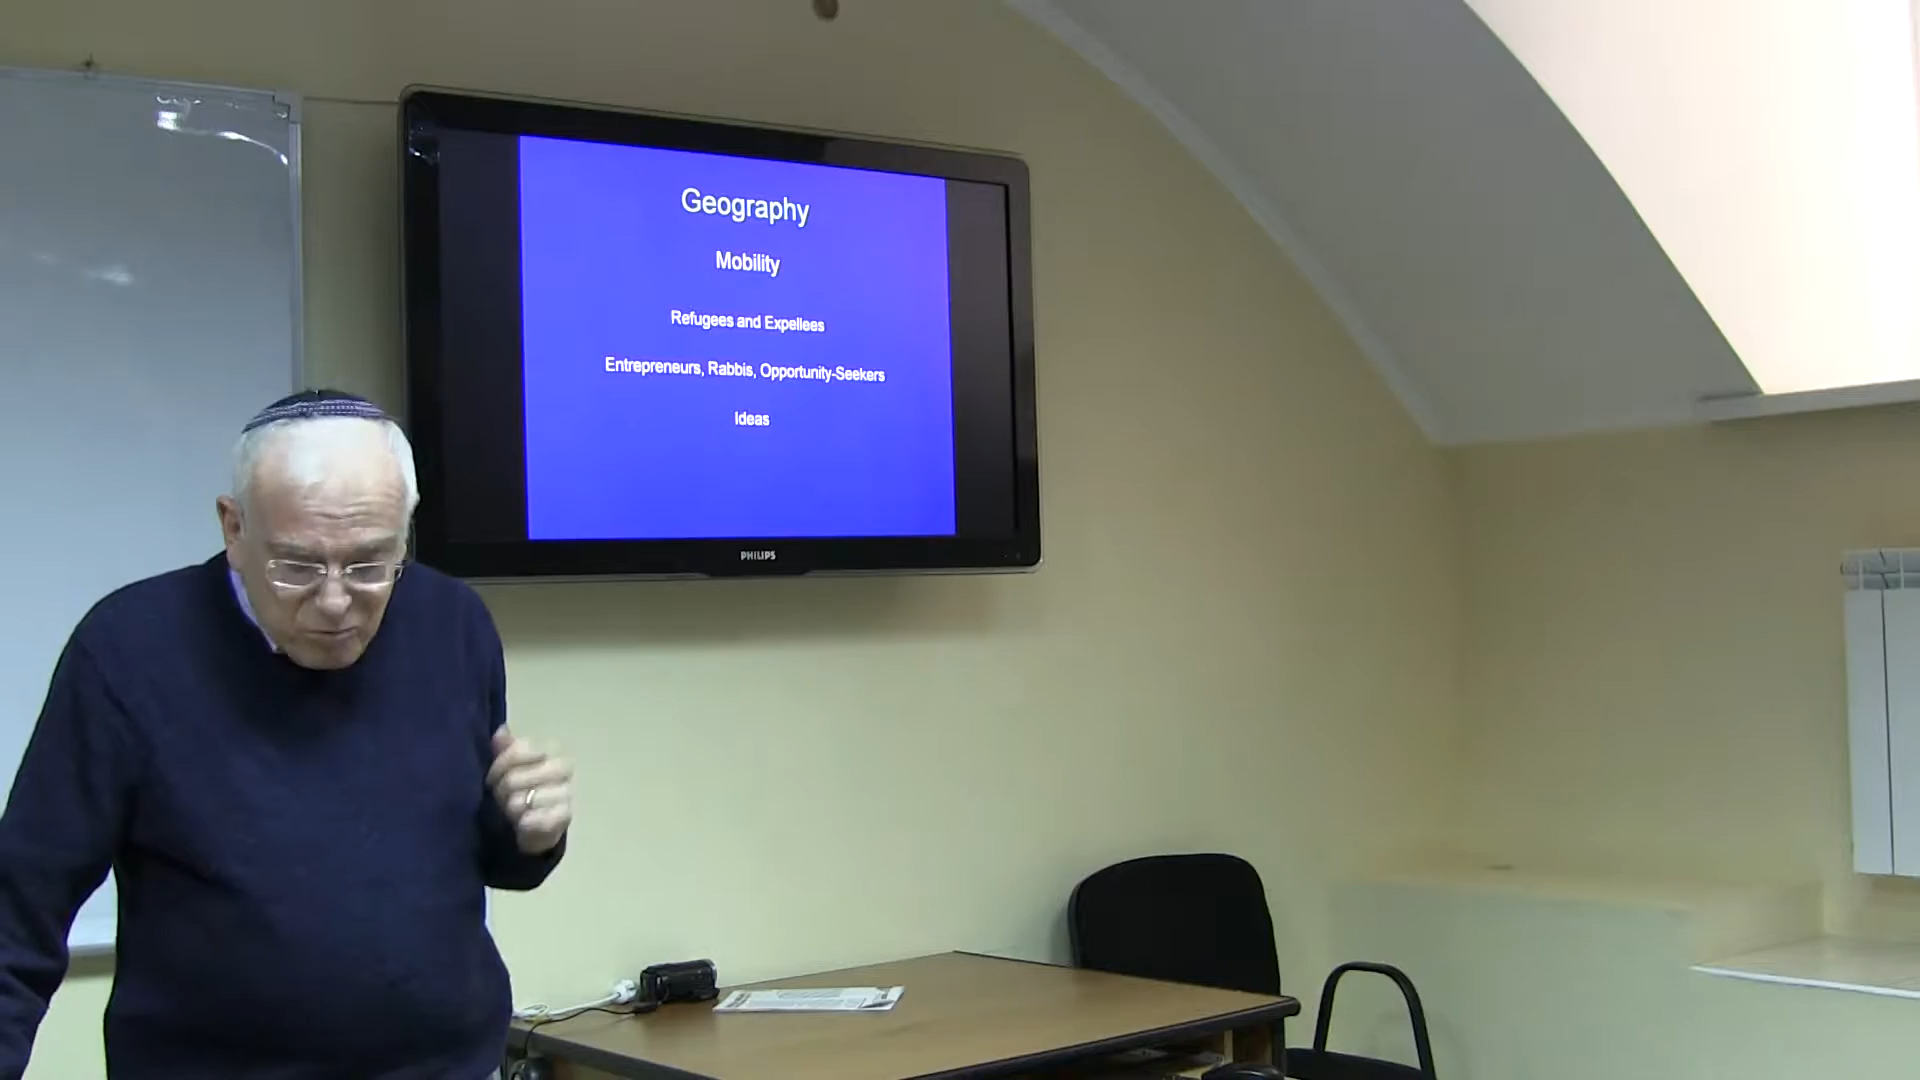 Geography
Mobility
Refugees and Expellees
Entrepreneurs, Rabbis, Opportunity-Seekers
Ideas
PHILIPS